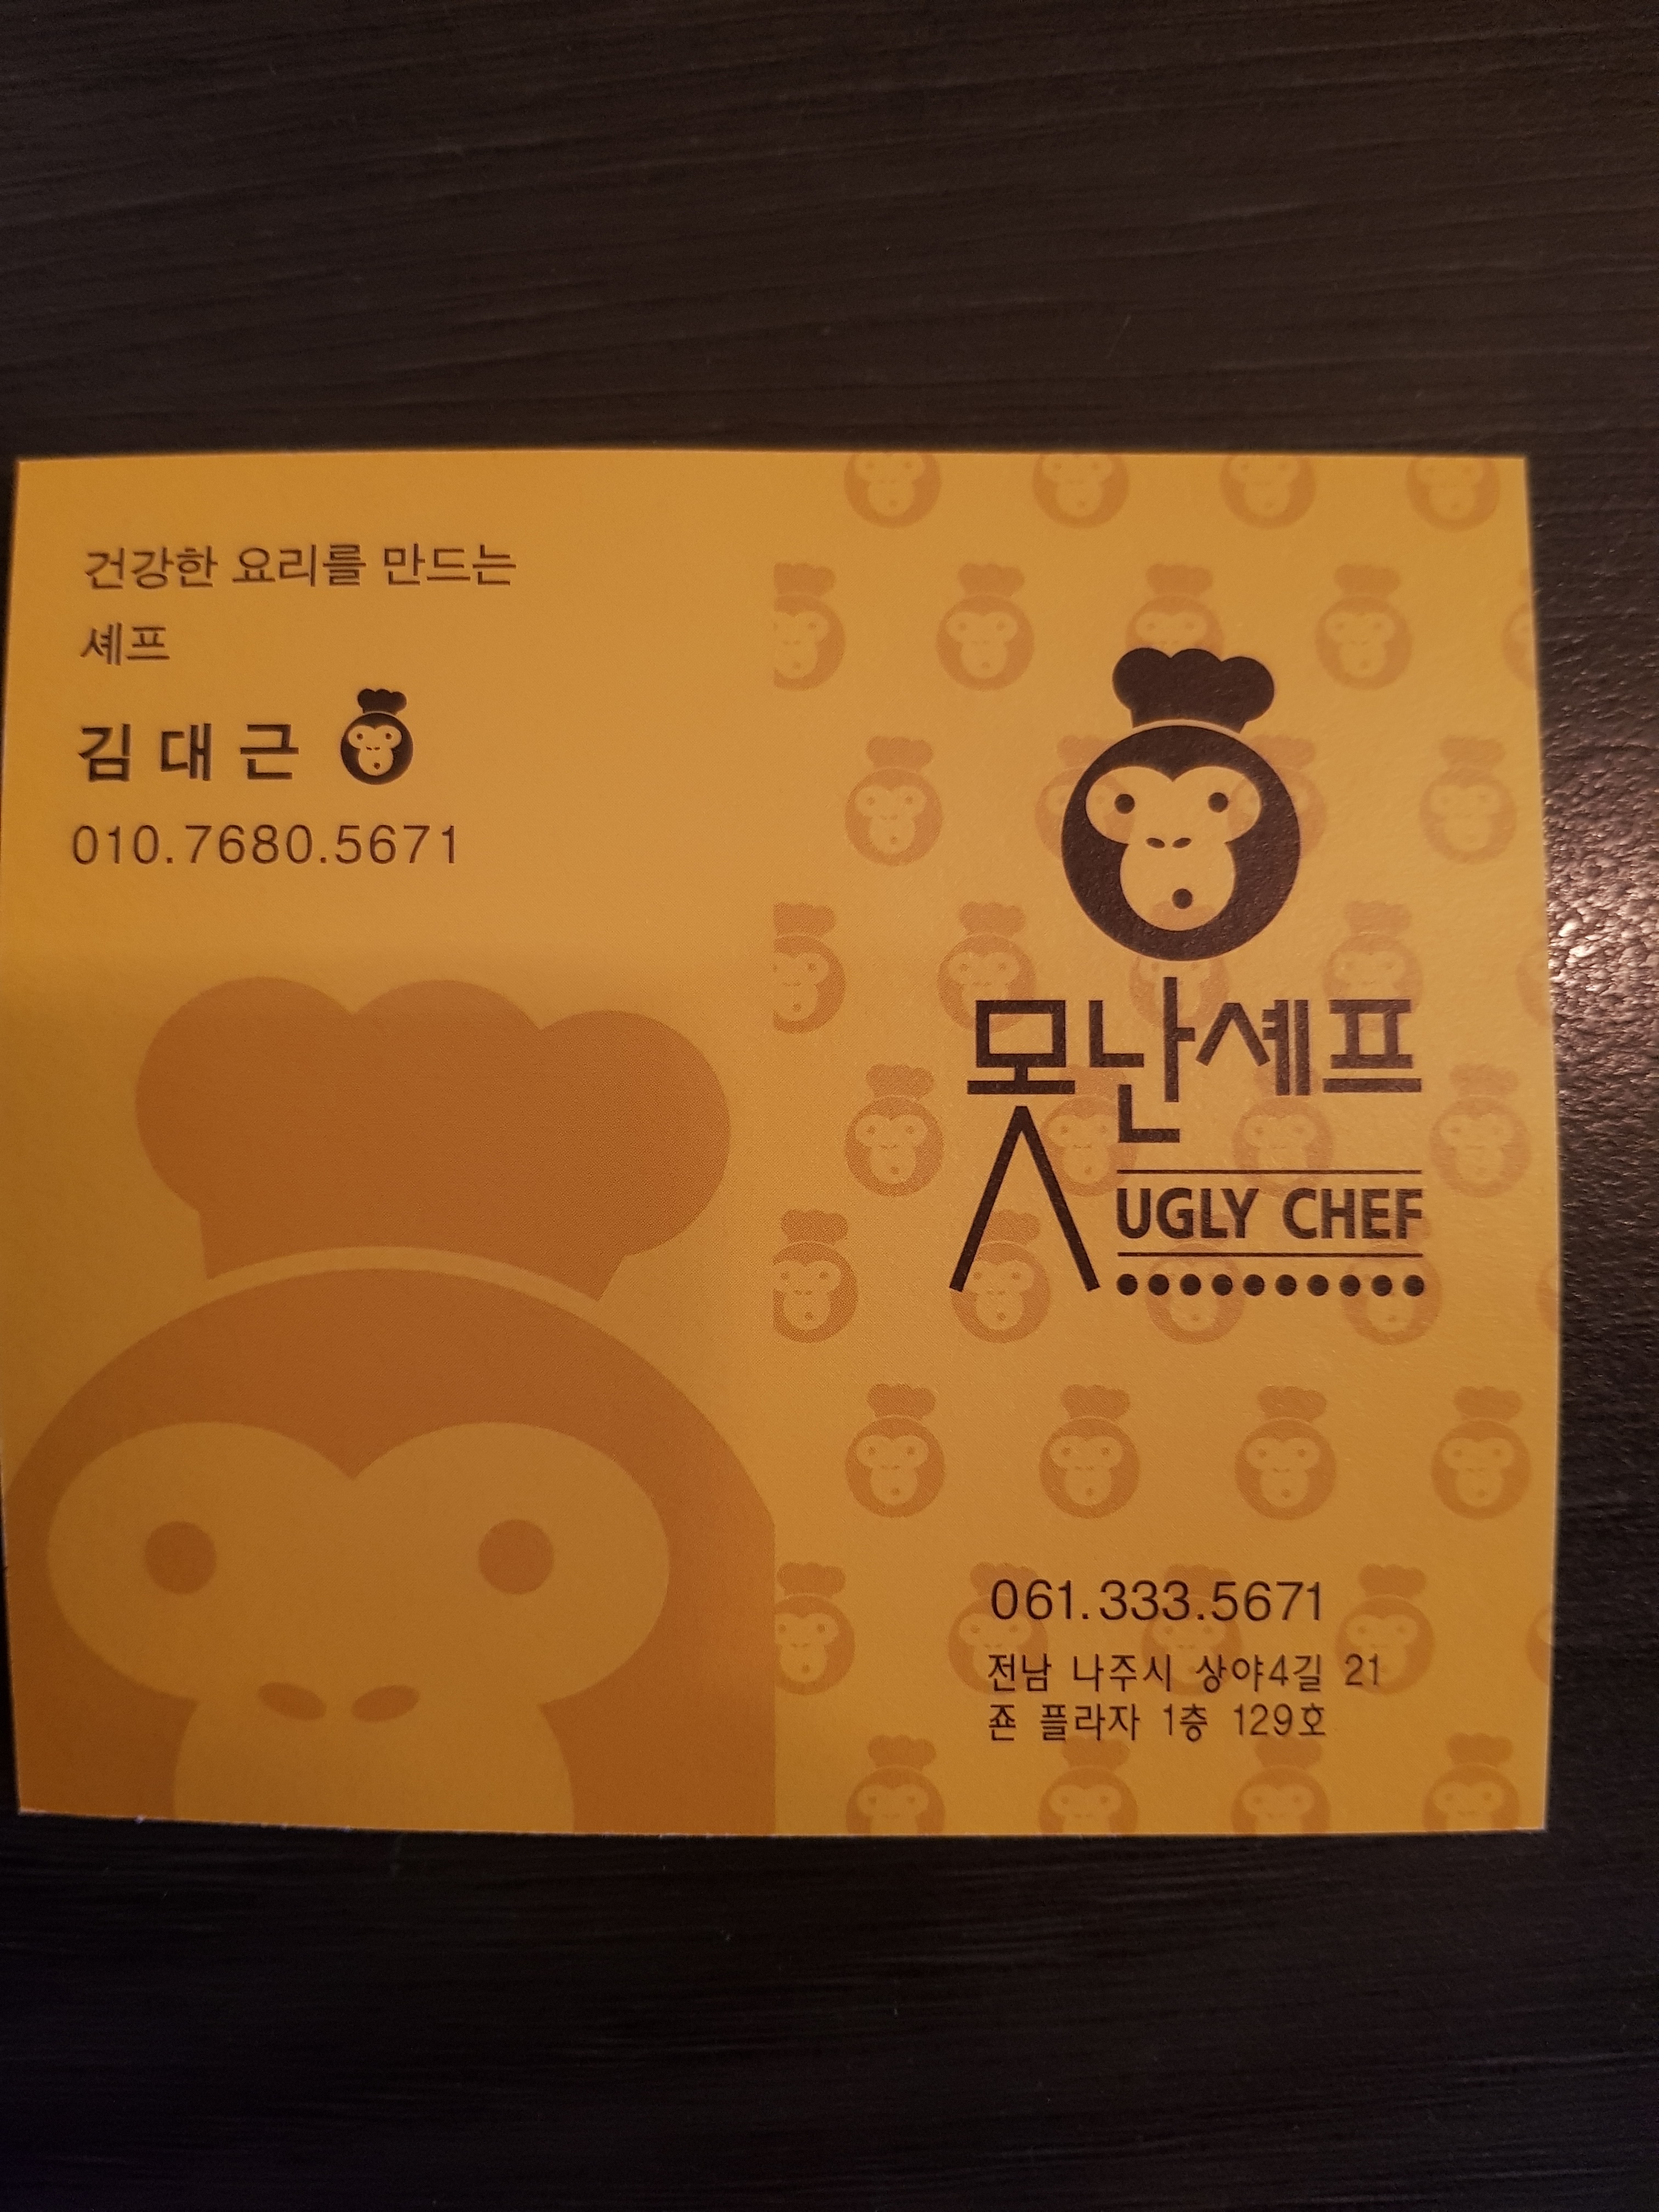 건강한 요리를 만드는
셰프
김대근
010.7680.5671
못난셰프
UGLY CHEF
061.333.5671
전남 나주시 상야4길 21
죤 플라자 1층 129호